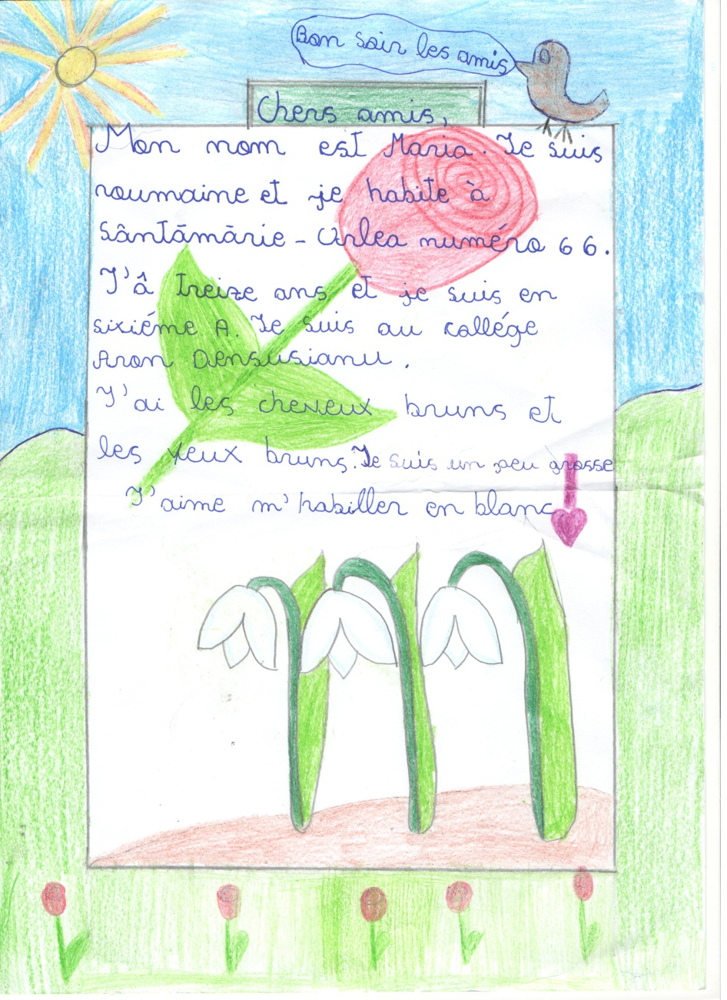 Bon soir les amis
Chers amis,
Mon nom est Maria. Je suis
roumaine et je habite à
Sântămărie - Orlea numéro 66.
J'â treize ans et je suis en
sixiéme A. Je suis au collége
Aron Densusianu.
J'ai les cheveux bruns et
les yeux bruns. Je suis un peu grosse
J'aime m'habiller en blanc